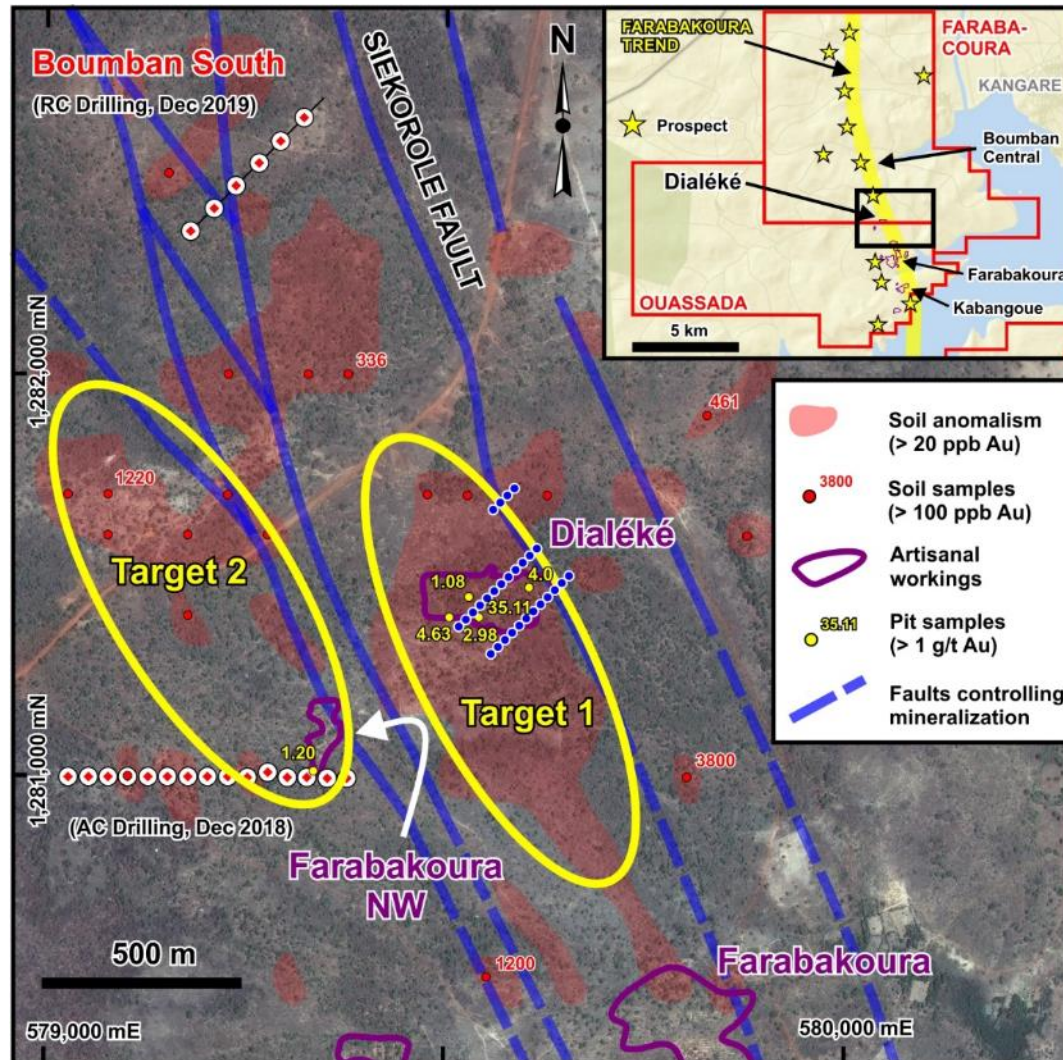 Boumban South
(RC Drilling, Dec 2019)
SIEKOROLE FAULT
N
FARABAKOURA
TREND
FARABA-
COURA
KANGARE
Prospect
Boumban
Central
Dialéké
Farabakoura
Kabangoue
OUASSADA
5 km
1,282,000 mN
336
461
1220
Target 2
Dialéké
1.08
4.0
35.11
4.63
2.98
Target 1
1,281,000 mN
1.20
3800
(AC Drilling, Dec 2018)
Farabakoura
NW
500 m
1200
Farabakoura
579,000 mE
580,000 mE
Soil anomalism
(> 20 ppb Au)
3800
Soil samples
(> 100 ppb Au)
Artisanal
workings
35.11
Pit samples
(> 1 g/t Au)
Faults controlling
mineralization